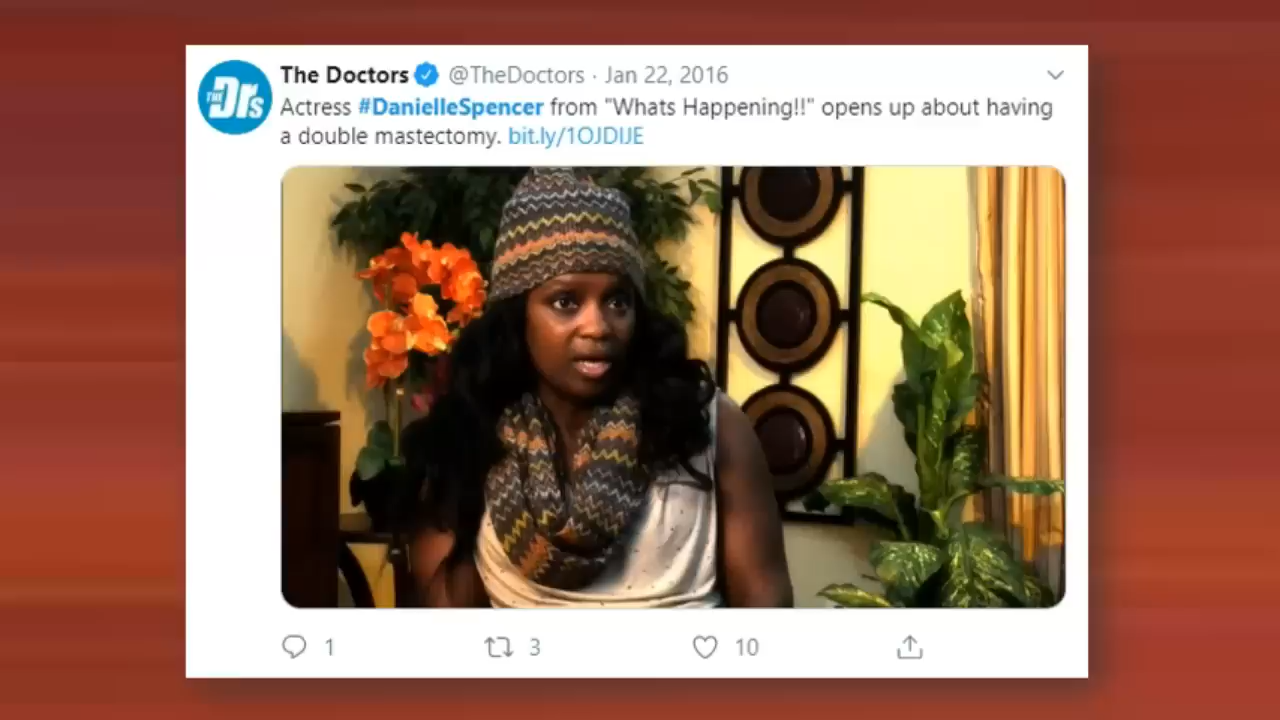 THE Drs
The Doctors @TheDoctors · Jan 22, 2016
Actress #DanielleSpencer from "Whats Happening!!" opens up about having
a double mastectomy. bit.ly/1OJDIJE
1 3 10